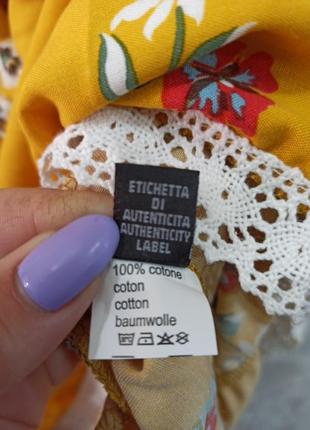 ETICHETTA
DI
AUTENTICITA
AUTHENTICITY
LABEL
100% cotone
coton
cotton
baumwolle